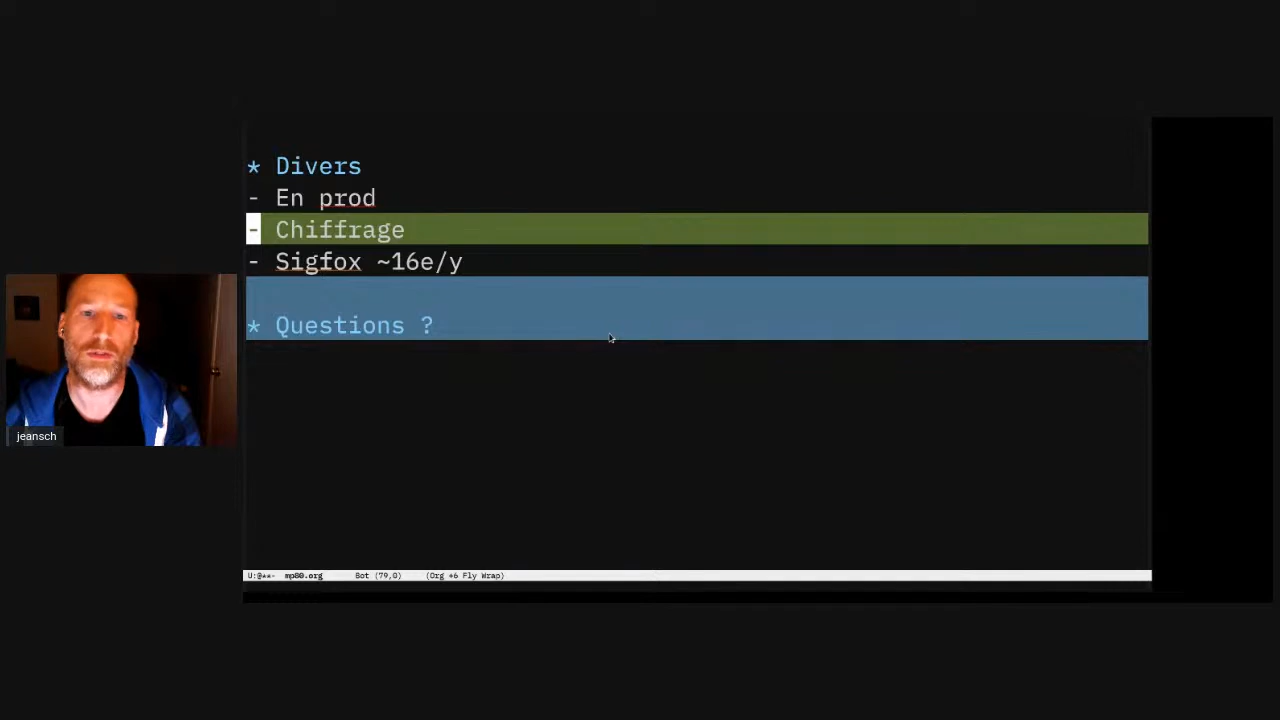 * Divers
- En prod
- Chiffrage
- Sigfox ~16e/y
* Questions ?
jeansch
U:@**- mp80.org Bot (79,0) (Org +6 Fly Wrap)